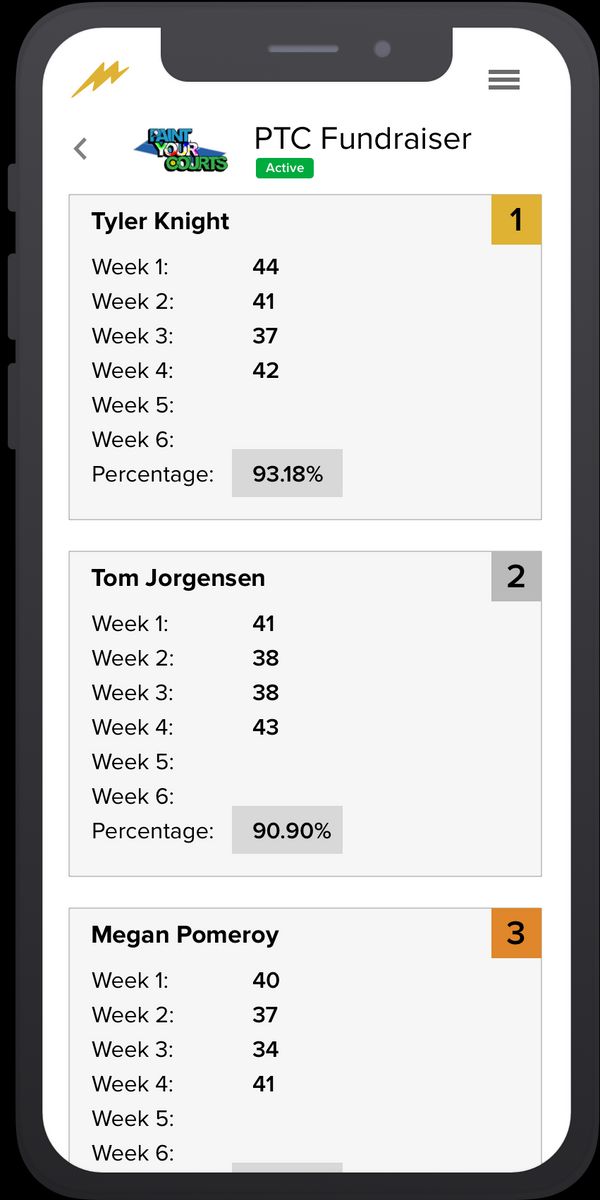 PAINT
YOUR
COURTS
PTC Fundraiser
Active
Tyler Knight 1
Week 1: 44
Week 2: 41
Week 3: 37
Week 4: 42
Week 5:
Week 6:
Percentage: 93.18%
Tom Jorgensen 2
Week 1: 41
Week 2: 38
Week 3: 38
Week 4: 43
Week 5:
Week 6:
Percentage: 90.90%
Megan Pomeroy 3
Week 1: 40
Week 2: 37
Week 3: 34
Week 4: 41
Week 5:
Week 6: